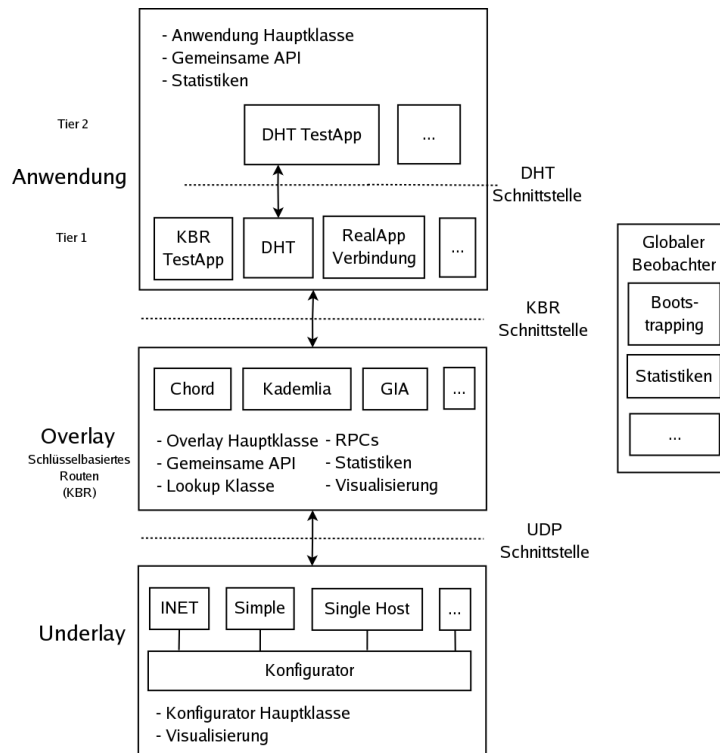 - Anwendung Hauptklasse
- Gemeinsame API
- Statistiken
Tier 2
DHT TestApp
...
Anwendung
DHT
Schnittstelle
Tier 1
KBR
TestApp
DHT
RealApp
Verbindung
...
KBR
Schnittstelle
Chord
Kademlia
GIA
...
Overlay
Schlüsselbasiertes
Routen
(KBR)
- Overlay Hauptklasse
- Gemeinsame API
- Lookup Klasse
- RPCs
- Statistiken
- Visualisierung
UDP
Schnittstelle
Underlay
INET
Simple
Single Host
...
Konfigurator
- Konfigurator Hauptklasse
- Visualisierung
Globaler
Beobachter
Boots-
trapping
Statistiken
...